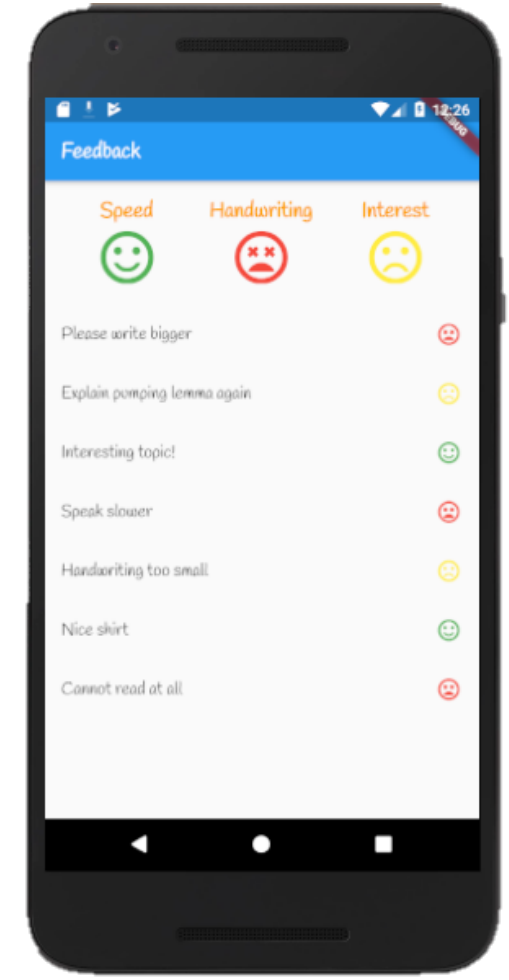 12:26
DEBUG
Feedback
Speed Handwriting Interest
Please write bigger
Explain pumping lemma again
Interesting topic!
Speak slower
Handwriting too small
Nice shirt
Cannot read at all